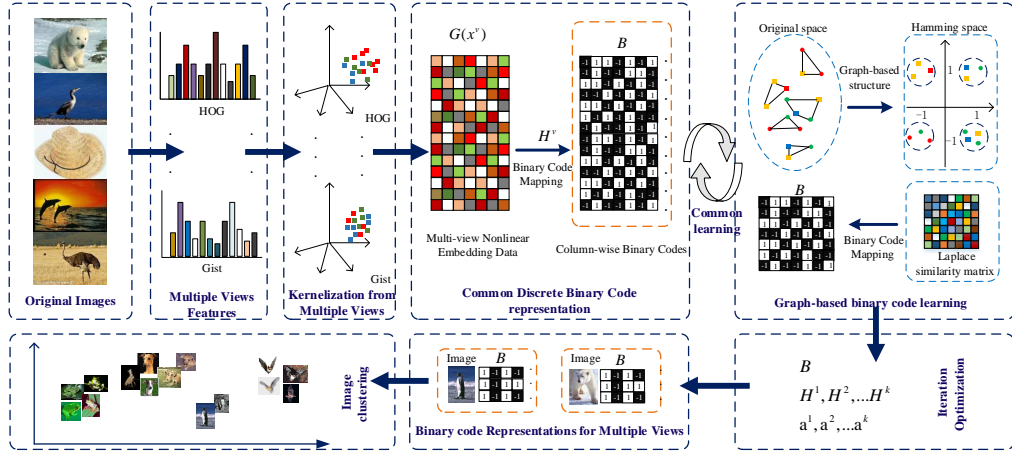 HOG
Gist
HOG
Gist
G(x^v)
H^v
Binary Code
Mapping
Multi-view Nonlinear
Embedding Data
B
Column-wise Binary Codes
Common
learning
Original space
Graph-based
structure
Hamming space
1
−1
1
−1
B
Binary Code
Mapping
Laplace
similarity matrix
Original Images
Multiple Views
Features
Kernelization from
Multiple Views
Common Discrete Binary Code
representation
Graph-based binary code learning
Image
clustering
Image
B
Image
B
Binary code Representations for Multiple Views
B
H^1, H^2, ...H^k
a^1, a^2, ...a^k
Iteration
Optimization